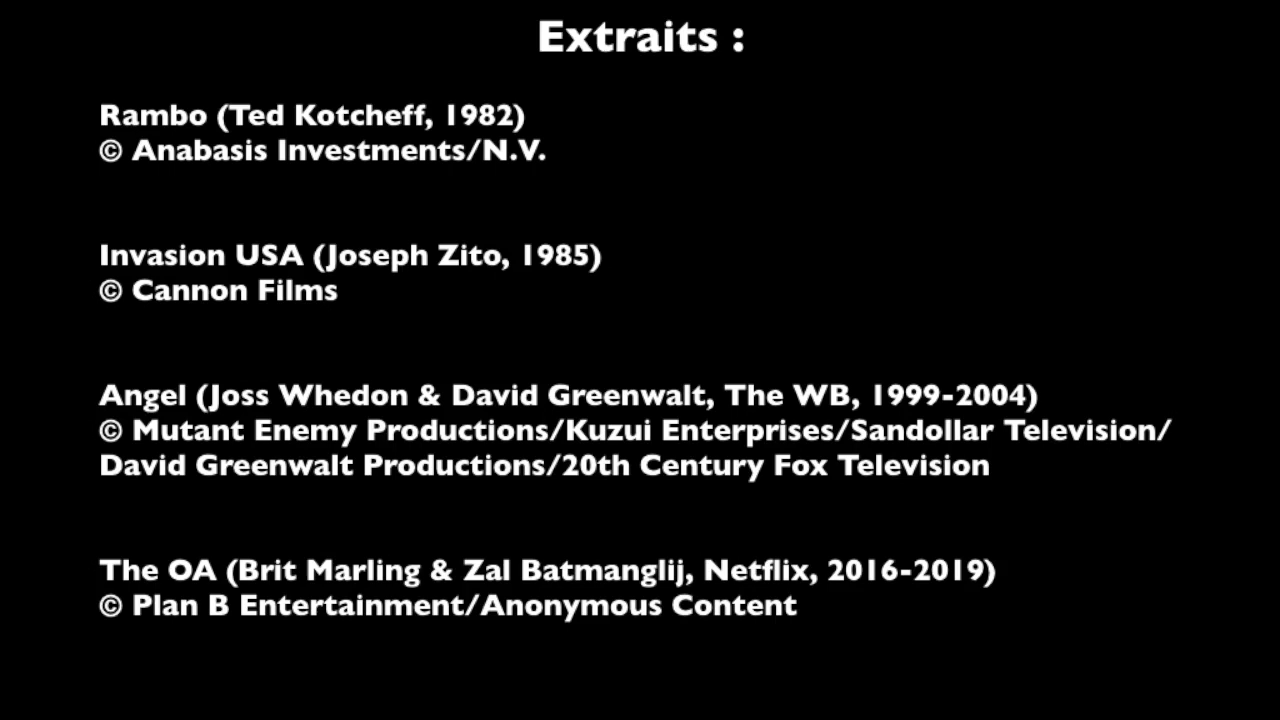 Extraits :
Rambo (Ted Kotcheff, 1982)
© Anabasis Investments/N.V.
Invasion USA (Joseph Zito, 1985)
© Cannon Films
Angel (Joss Whedon & David Greenwalt, The WB, 1999-2004)
© Mutant Enemy Productions/Kuzui Enterprises/Sandollar Television/
David Greenwalt Productions/20th Century Fox Television
The OA (Brit Marling & Zal Batmanglij, Netflix, 2016-2019)
© Plan B Entertainment/Anonymous Content